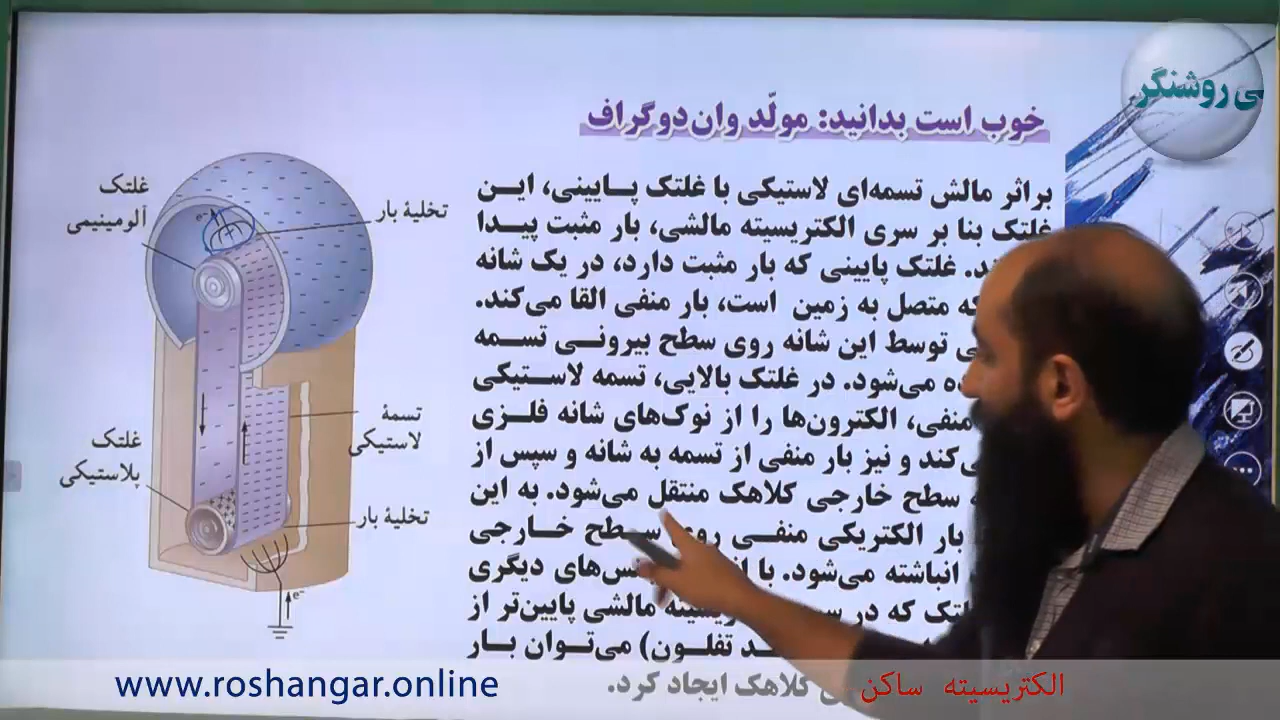 ی روشنگر
خوب است بدانید: مولّد وان‌دوگراف
براثر مالش تسمه‌ای لاستیکی با غلتک پایینی، این
غلتک بنا بر سری الکتریسیته مالشی، بار مثبت پیدا
غلتک پایینی که بار مثبت دارد، در یک شانه
که متصل به زمین است، بار منفی القا می‌کند.
توسط این شانه روی سطح بیرونی تسمه
می‌شود. در غلتک بالایی، تسمه لاستیکی
منفی، الکترون‌ها را از نوک‌های شانه فلزی
و نیز بار منفی از تسمه به شانه و سپس از
سطح خارجی کلاهک منتقل می‌شود. به این
بار الکتریکی منفی روی سطح خارجی
انباشته می‌شود. با دیگری
که در مالشی پایین‌تر از
تفلون) می‌توان بار
کلاهک ایجاد کرد.
غلتک
آلومینیمی
تخلیهٔ بار
e⁻
تسمهٔ
لاستیکی
غلتک
پلاستیکی
تخلیهٔ بار
e⁻
www.roshangar.online
الکتریسیته ساکن